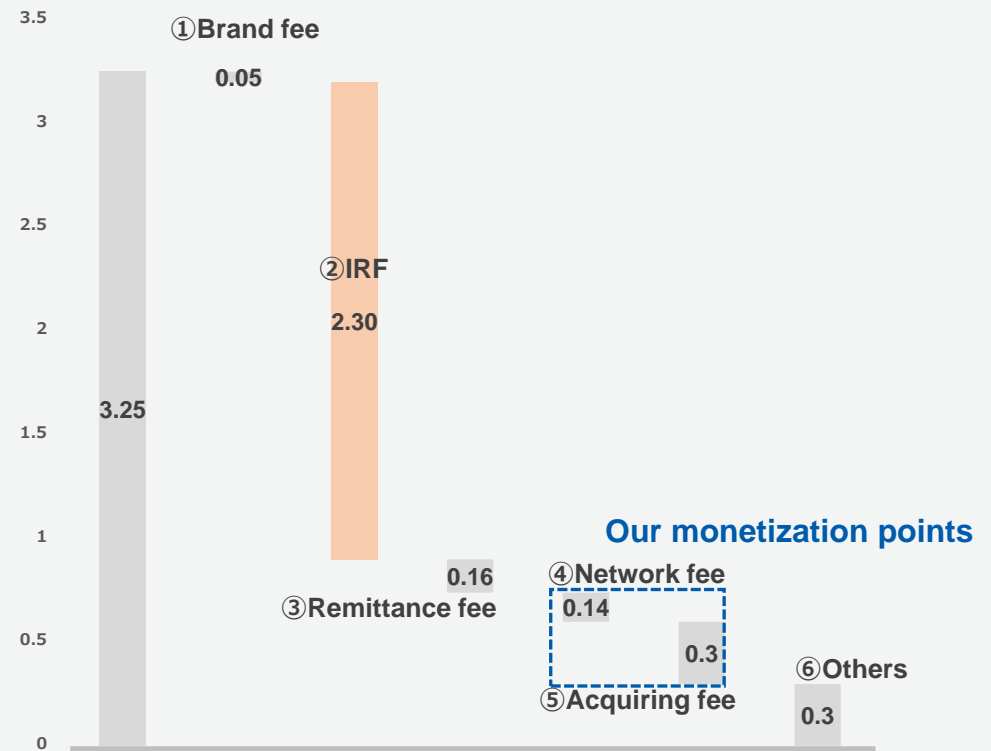 3.5
①Brand fee
0.05
3
2.5
②IRF
2.30
2
3.25
1.5
1
Our monetization points
0.16
④Network fee
③Remittance fee
0.14
0.5
0.3
⑥Others
⑤Acquiring fee
0.3
0